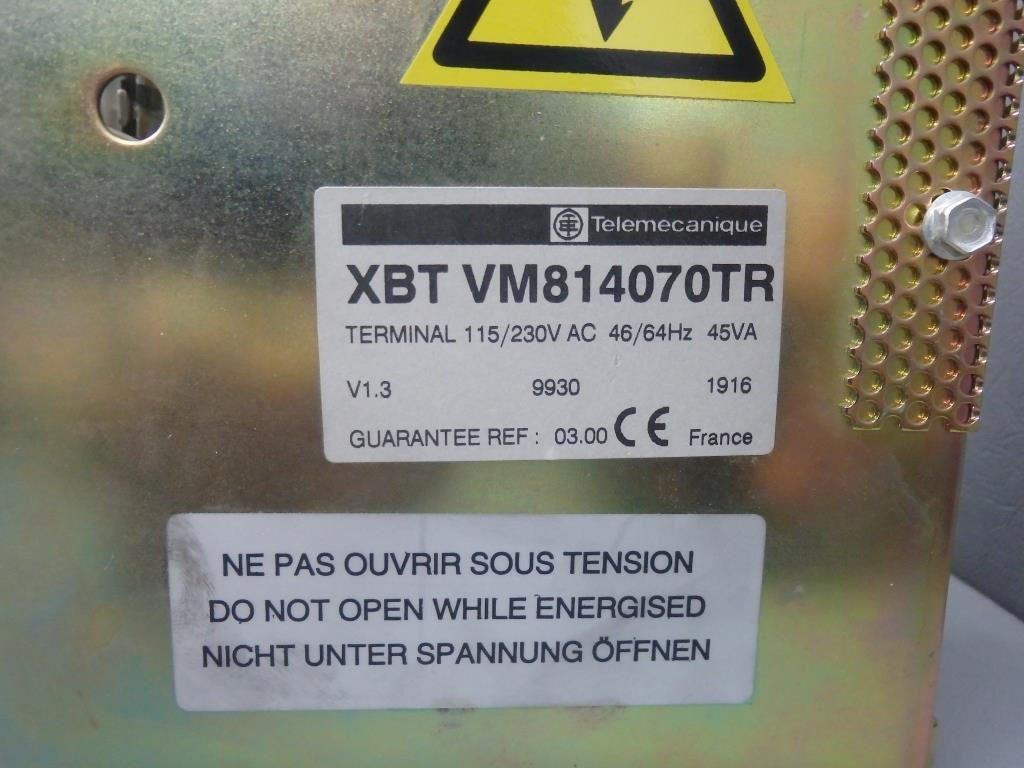 Telemecanique
XBT VM814070TR
TERMINAL 115/230V AC 46/64Hz 45VA
V1.3 9930 1916
GUARANTEE REF : 03.00 CE France
NE PAS OUVRIR SOUS TENSION
DO NOT OPEN WHILE ENERGISED
NICHT UNTER SPANNUNG ÖFFNEN